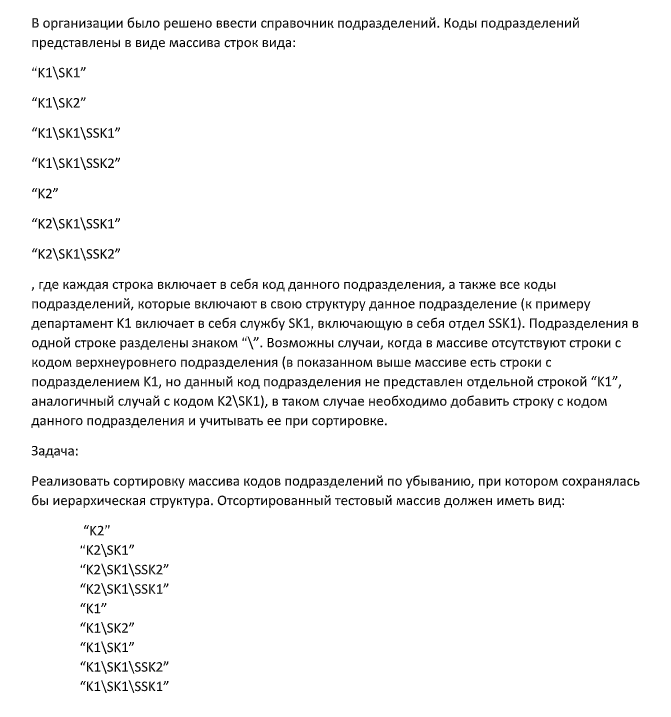 В организации было решено ввести справочник подразделений. Коды подразделений
представлены в виде массива строк вида:
“K1\SK1”
“K1\SK2”
“K1\SK1\SSK1”
“K1\SK1\SSK2”
“K2”
“K2\SK1\SSK1”
“K2\SK1\SSK2”
, где каждая строка включает в себя код данного подразделения, а также все коды
подразделений, которые включают в свою структуру данное подразделение (к примеру
департамент K1 включает в себя службу SK1, включающую в себя отдел SSK1). Подразделения в
одной строке разделены знаком “\”. Возможны случаи, когда в массиве отсутствуют строки с
кодом верхнеуровнего подразделения (в показанном выше массиве есть строки с
подразделением K1, но данный код подразделения не представлен отдельной строкой “K1”,
аналогичный случай с кодом K2\SK1), в таком случае необходимо добавить строку с кодом
данного подразделения и учитывать ее при сортировке.
Задача:
Реализовать сортировку массива кодов подразделений по убыванию, при котором сохранялась
бы иерархическая структура. Отсортированный тестовый массив должен иметь вид:
“K2”
“K2\SK1”
“K2\SK1\SSK2”
“K2\SK1\SSK1”
“K1”
“K1\SK2”
“K1\SK1”
“K1\SK1\SSK2”
“K1\SK1\SSK1”